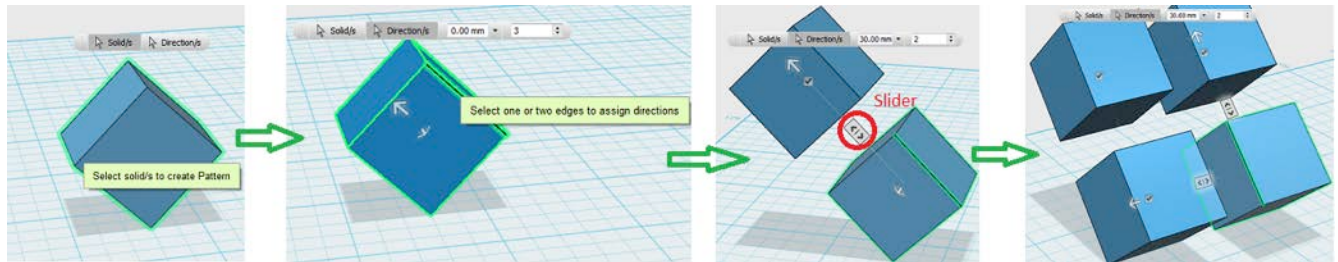 Solid/s Direction/s
Select solid/s to create Pattern
Solid/s Direction/s 0.00 mm 3
Select one or two edges to assign directions
Solid/s Direction/s 30.00 mm 2
Slider
Solid/s Direction/s 30.00 mm 2